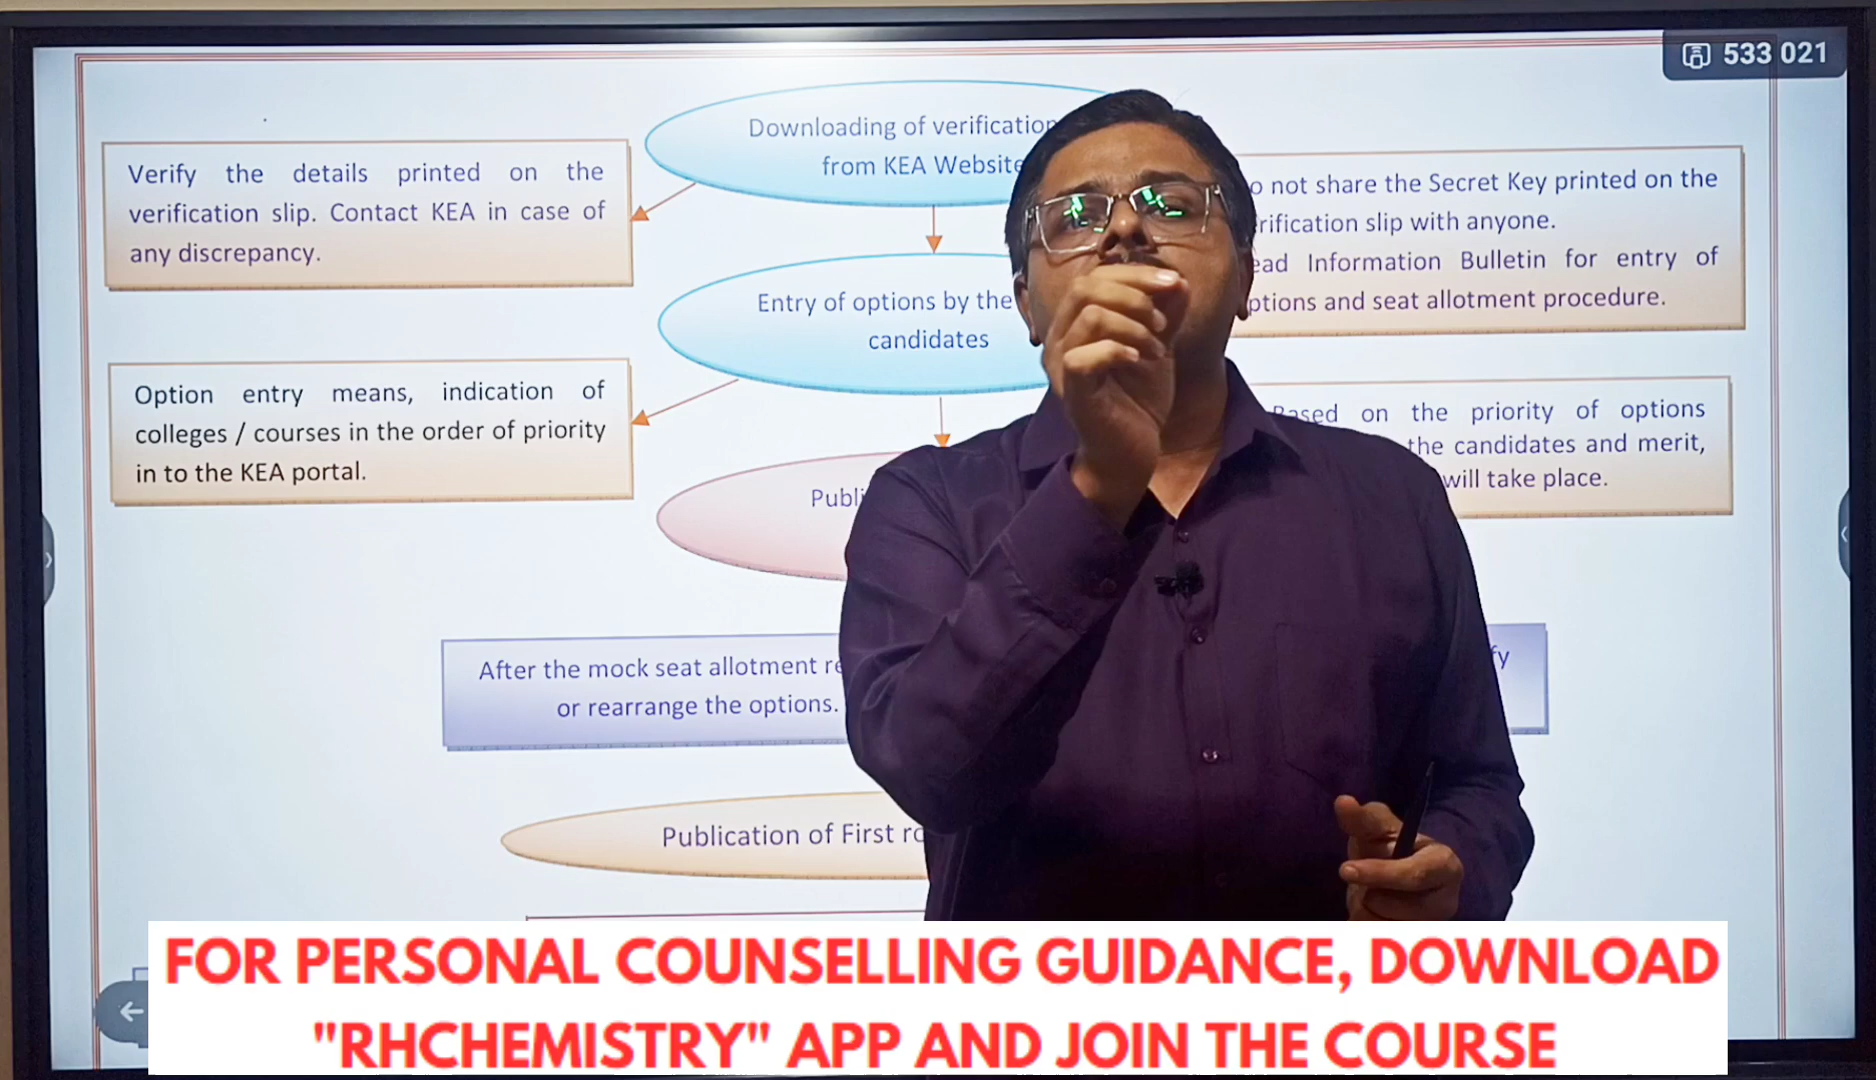 533 021
Downloading of verification
from KEA Website
Verify the details printed on the
verification slip. Contact KEA in case of
any discrepancy.
not share the Secret Key printed on the
slip with anyone.
Information Bulletin for entry of
and seat allotment procedure.
Entry of options by the
candidates
Option entry means, indication of
colleges / courses in the order of priority
in to the KEA portal.
Based on the priority of options
the candidates and merit,
will take place.
After the mock seat allotment
or rearrange the options.
Publication of First
FOR PERSONAL COUNSELLING GUIDANCE, DOWNLOAD
"RHCHEMISTRY" APP AND JOIN THE COURSE